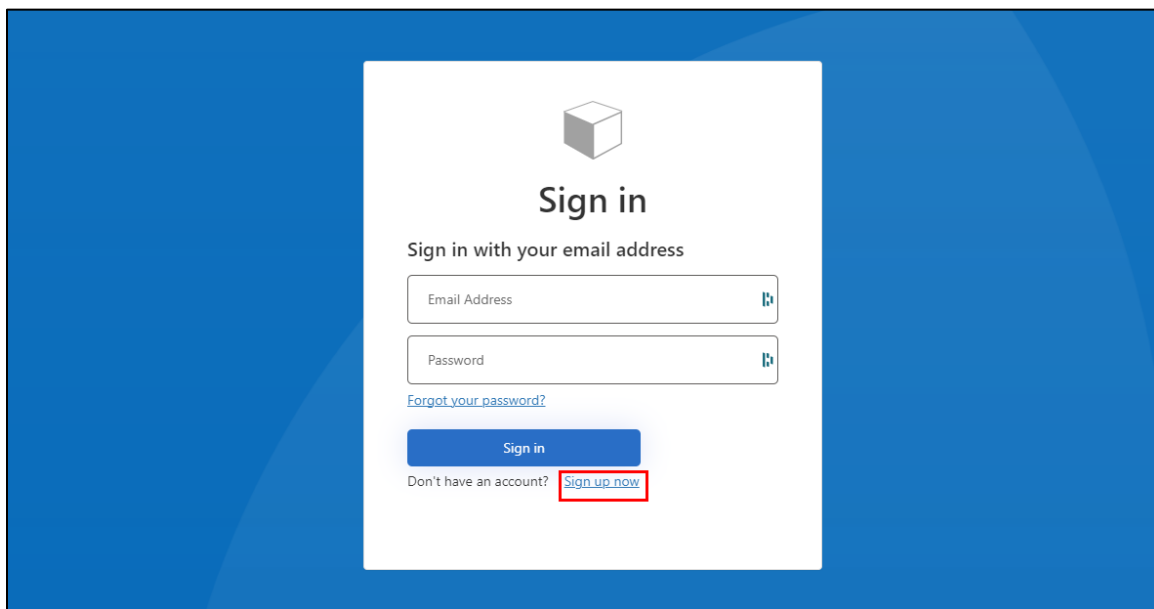 Sign in
Sign in with your email address
Email Address
Password
Forgot your password?
Sign in
Don't have an account? Sign up now